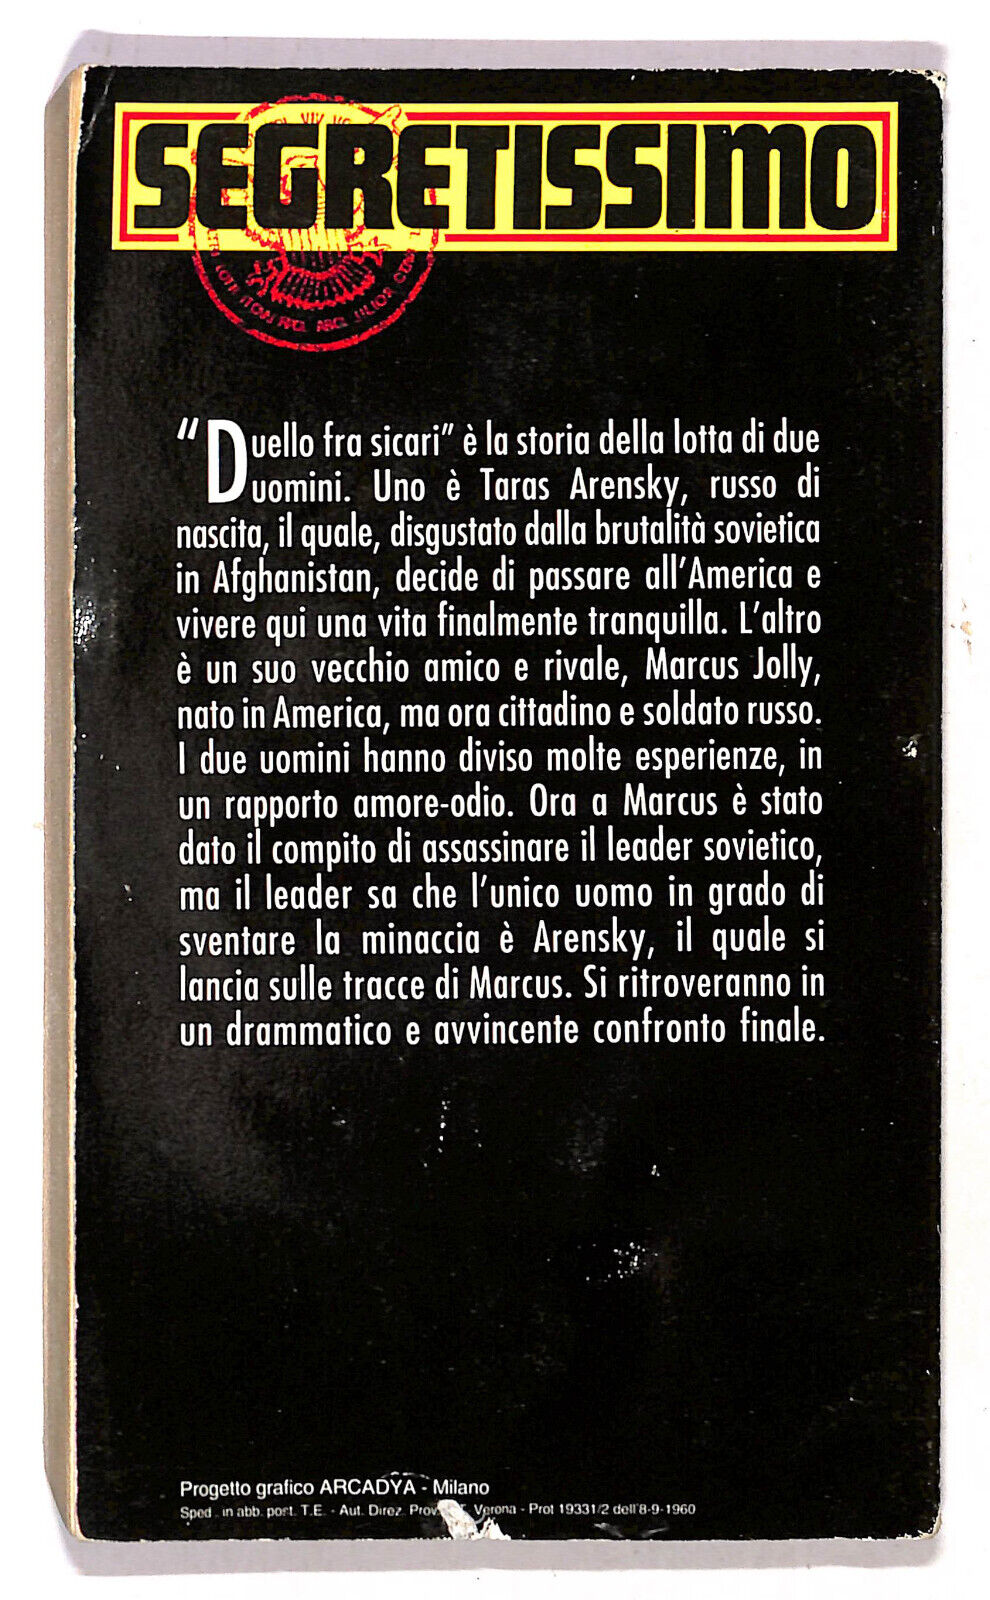 SEGRETISSIMO
"Duello fra sicari" è la storia della lotta di due
uomini. Uno è Taras Arensky, russo di
nascita, il quale, disgustato dalla brutalità sovietica
in Afghanistan, decide di passare all'America e
vivere qui una vita finalmente tranquilla. L'altro
è un suo vecchio amico e rivale, Marcus Jolly,
nato in America, ma ora cittadino e soldato russo.
I due uomini hanno diviso molte esperienze, in
un rapporto amore-odio. Ora a Marcus è stato
dato il compito di assassinare il leader sovietico,
ma il leader sa che l'unico uomo in grado di
sventare la minaccia è Arensky, il quale si
lancia sulle tracce di Marcus. Si ritroveranno in
un drammatico e avvincente confronto finale.
Progetto grafico ARCADYA - Milano
Sped. in abb. post. T.E. - Aut. Direz. Prov. Verona - Prot 19331/2 dell'8-9-1960